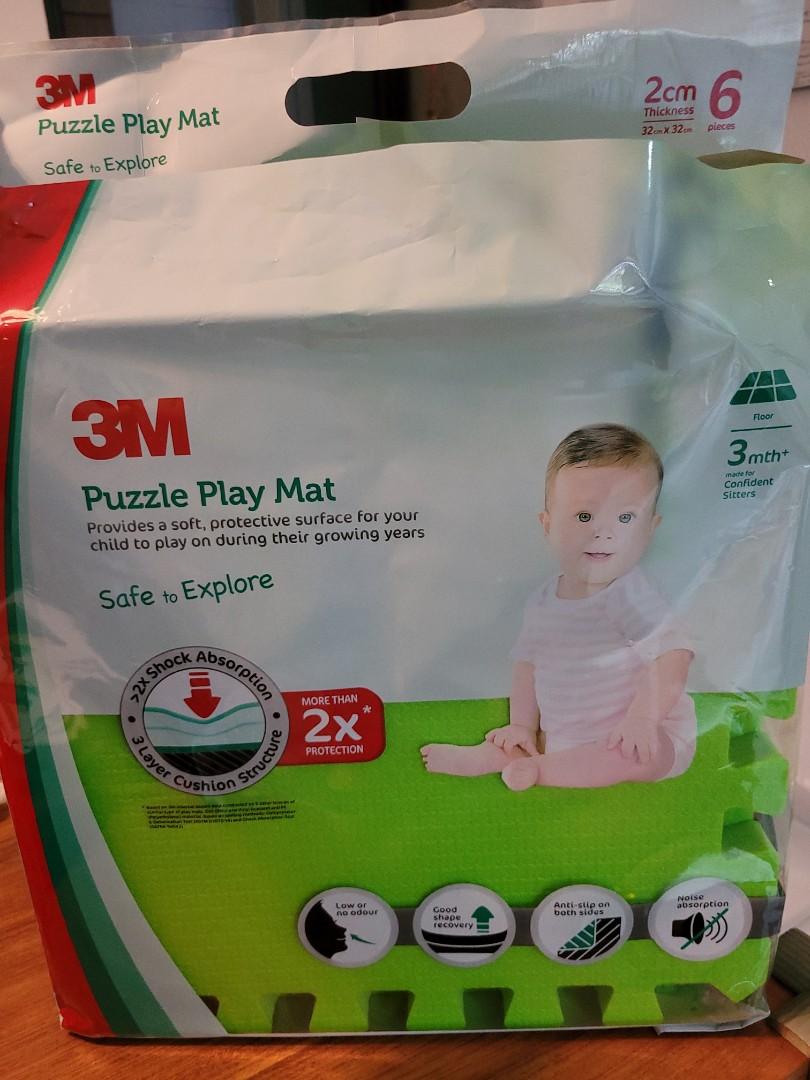 3M
Puzzle Play Mat
Safe to Explore
2cm
Thickness
32cm x 32cm
6
pieces
3M
Puzzle Play Mat
Provides a soft, protective surface for your
child to play on during their growing years
Safe to Explore
Floor
3mth+
made for
Confident
Sitters
>2X Shock Absorption
3 Layer Cushion Structure
MORE THAN
2x*
PROTECTION
Low or
no odour
Good
shape
recovery
Anti-slip on
both sides
Noise
absorption